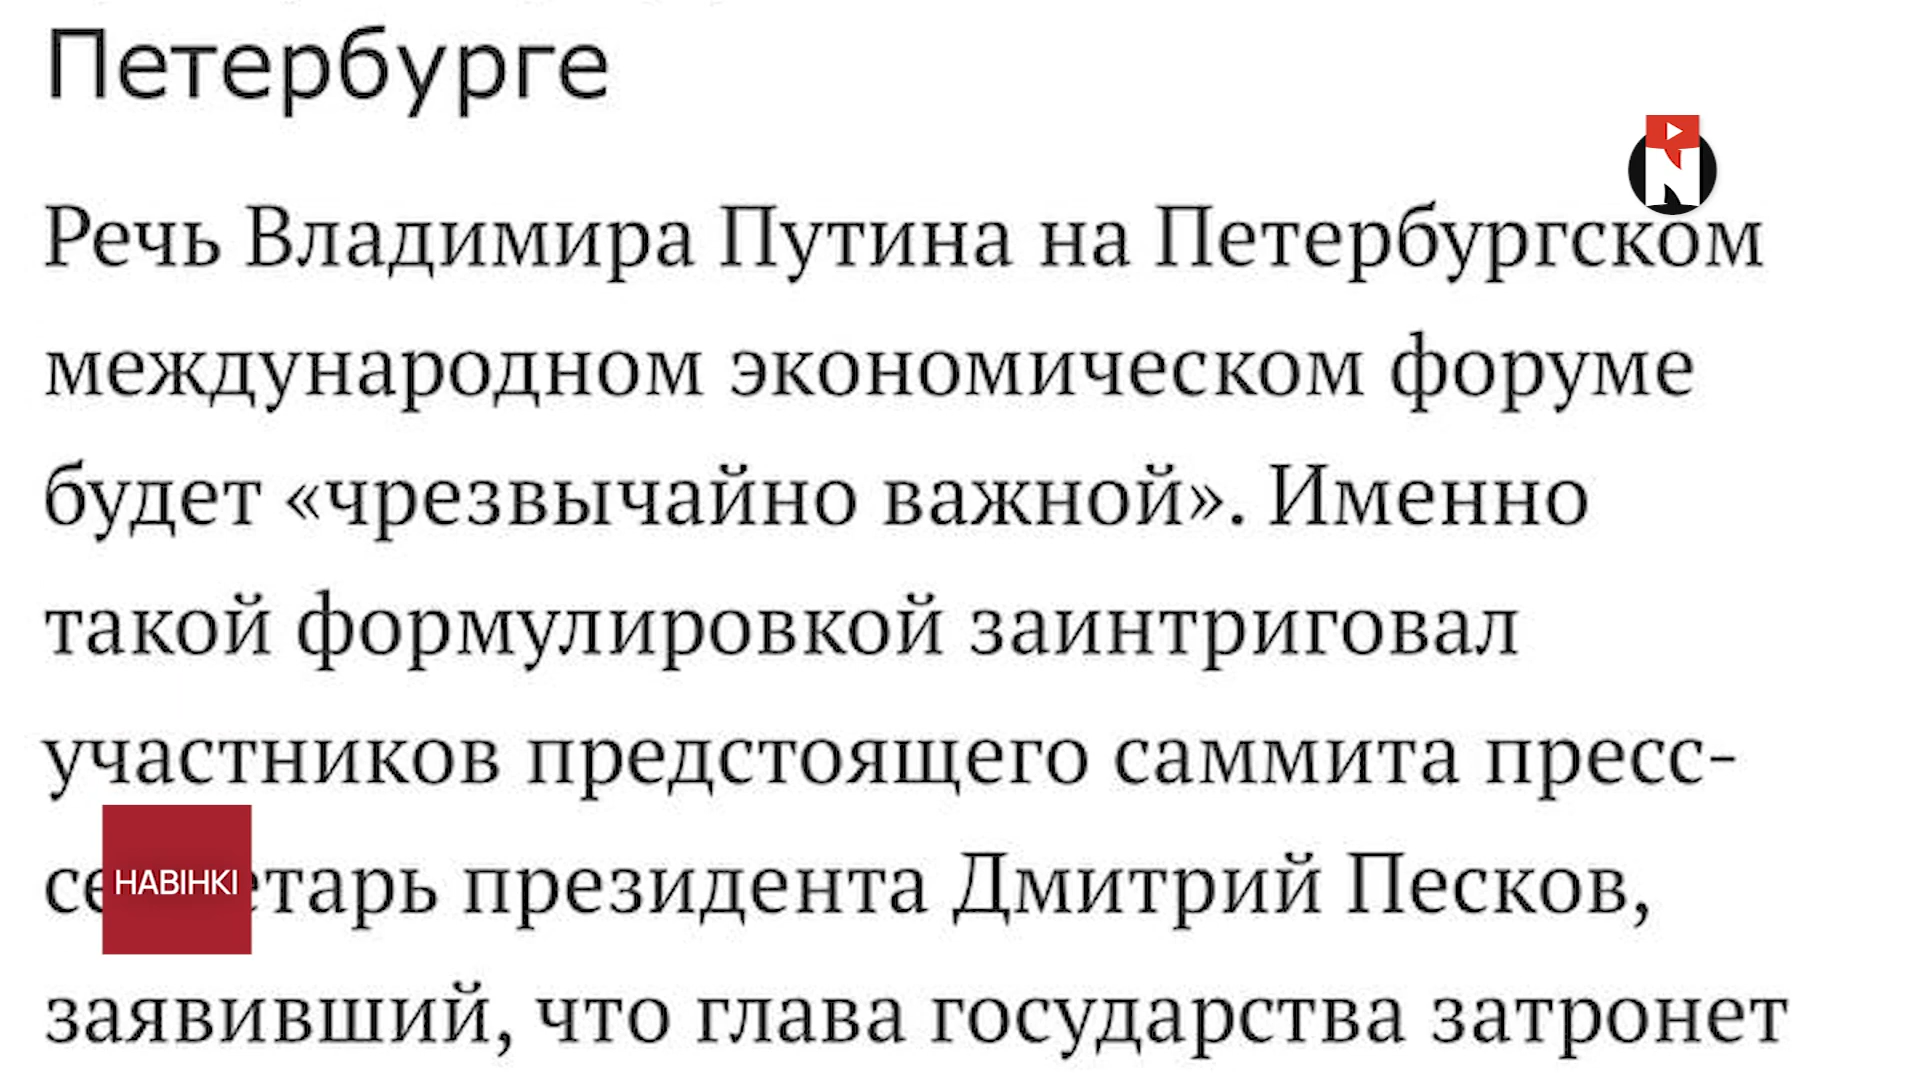 Петербурге
Речь Владимира Путина на Петербургском
международном экономическом форуме
будет «чрезвычайно важной». Именно
такой формулировкой заинтриговал
участников предстоящего саммита пресс-
президента Дмитрий Песков,
НАВІНКІ
заявивший, что глава государства затронет